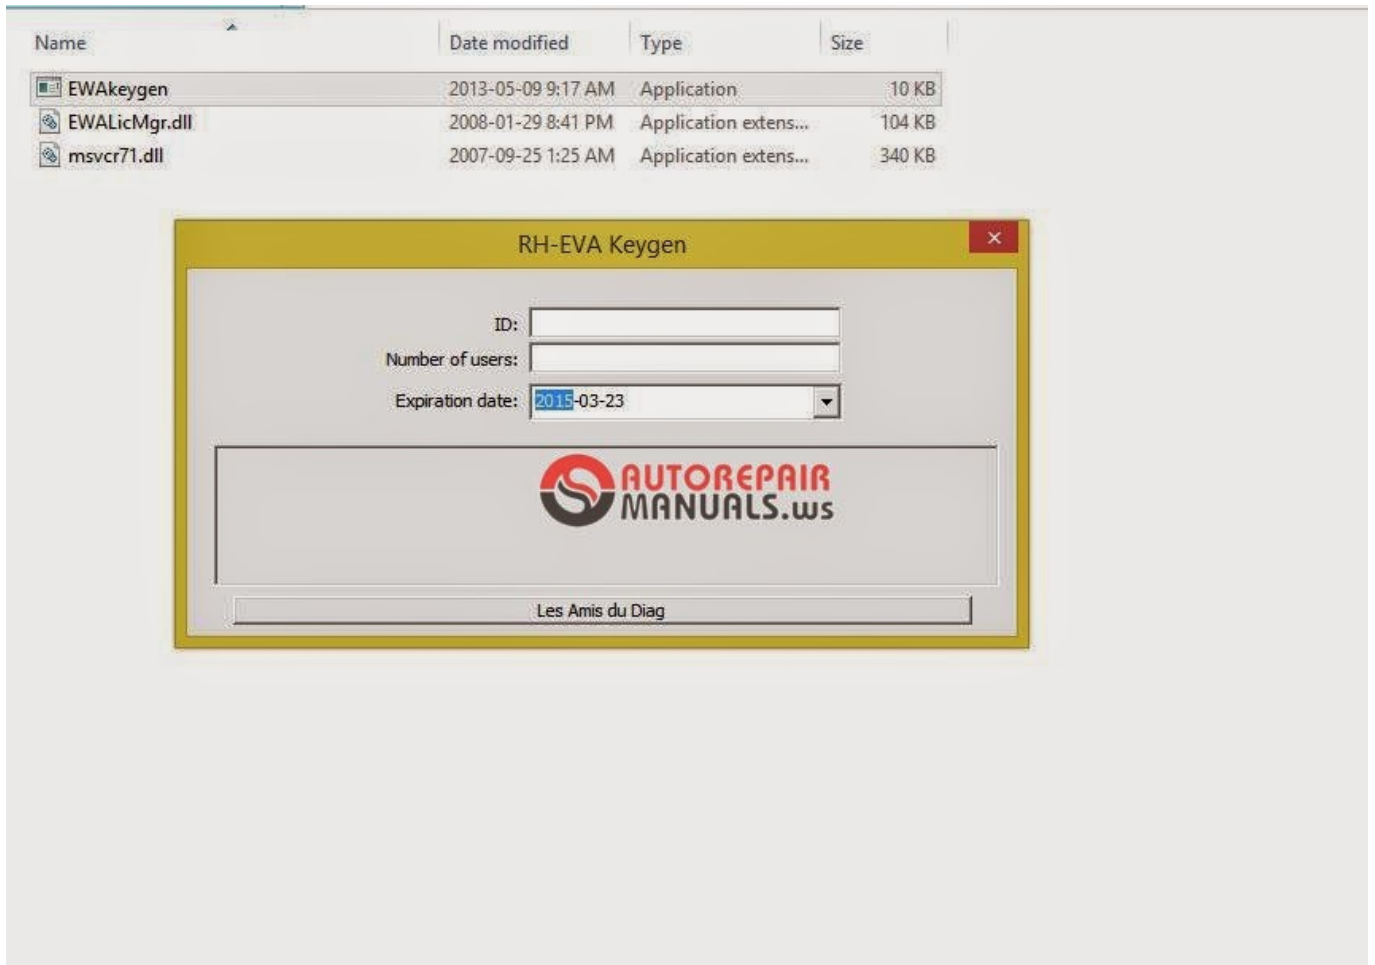 Name Date modified Type Size
EWAkeygen 2013-05-09 9:17 AM Application 10 KB
EWALicMgr.dll 2008-01-29 8:41 PM Application extens... 104 KB
msvcr71.dll 2007-09-25 1:25 AM Application extens... 340 KB
RH-EVA Keygen
ID:
Number of users:
Expiration date: 2015-03-23
AUTOREPAIR
MANUALS.ws
Les Amis du Diag